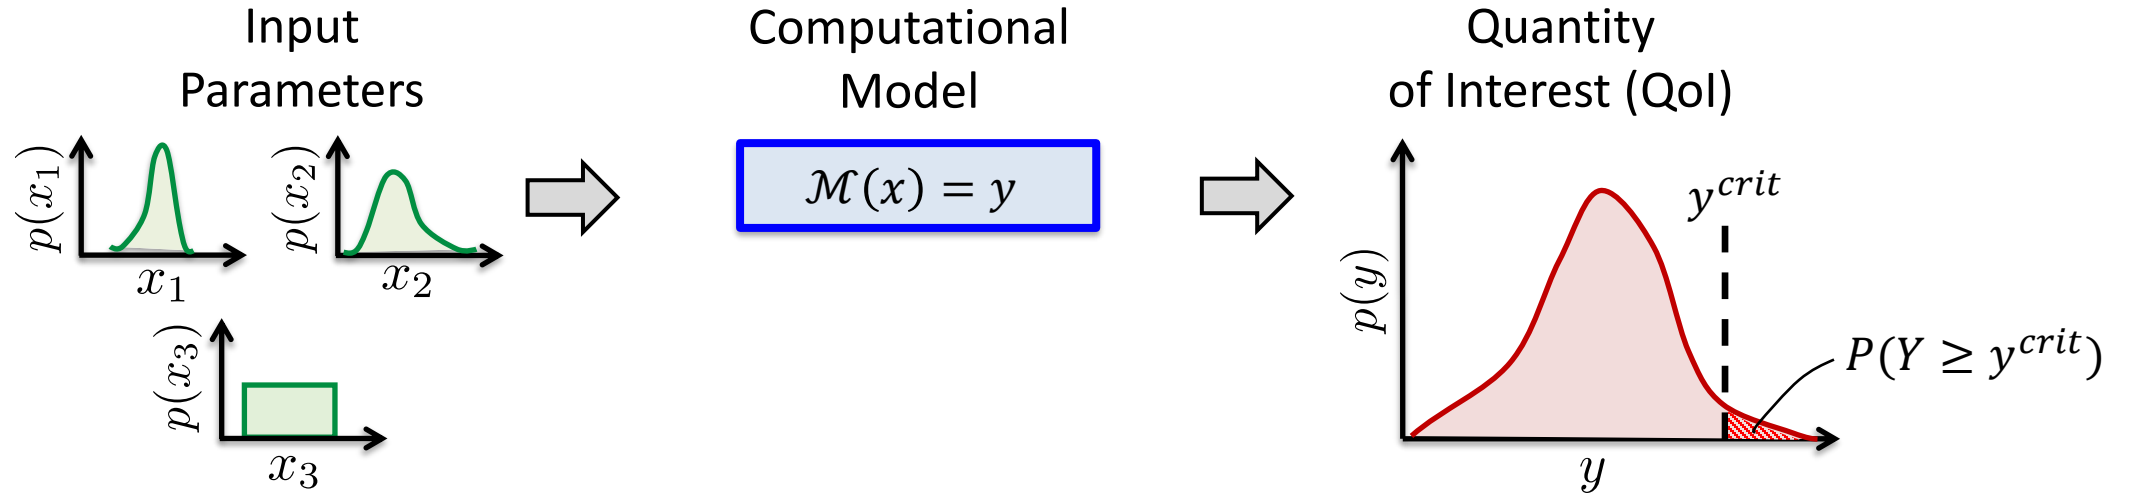 Input
Parameters
p(x₁)
x₁
p(x₂)
x₂
p(x₃)
x₃
Computational
Model
ℳ(x) = y
Quantity
of Interest (QoI)
p(y)
y^{crit}
P(Y ≥ y^{crit})
y